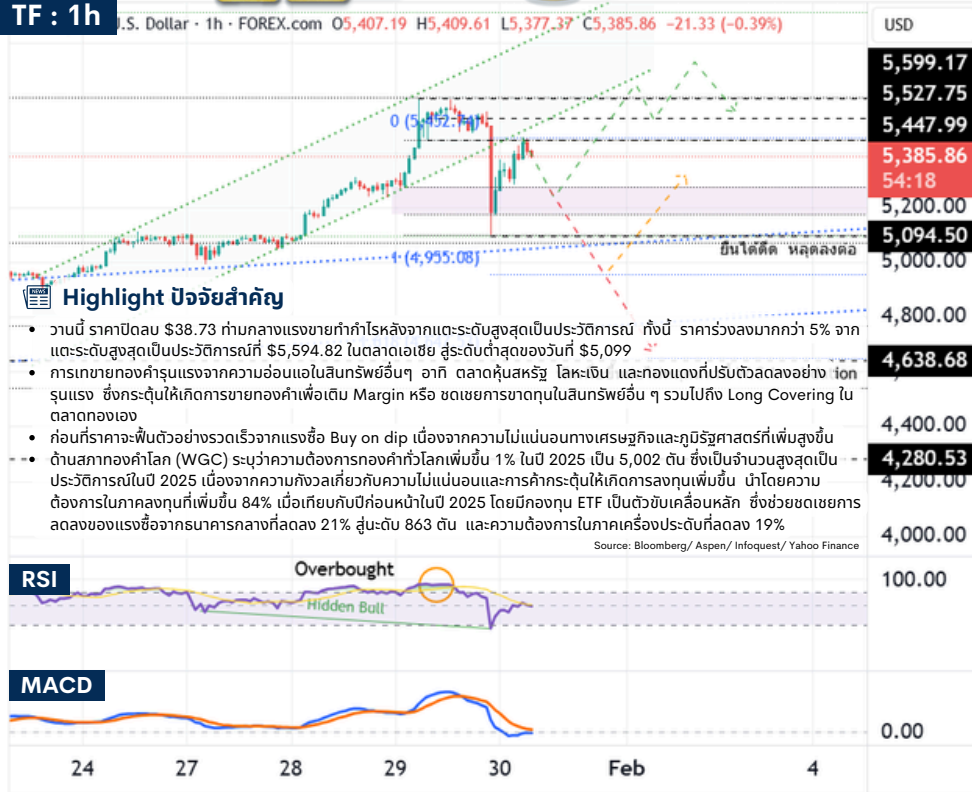 TF : 1h
U.S. Dollar · 1h · FOREX.com O5,407.19 H5,409.61 L5,377.37 C5,385.86 -21.33 (-0.39%)
USD
5,599.17
5,527.75
5,447.99
5,385.86
54:18
5,200.00
5,094.50
5,000.00
4,800.00
4,638.68
4,400.00
4,280.53
4,200.00
4,000.00
0 (5,452.74)
1 (4,955.08)
ยืนได้ดีด หลุดลงต่อ
Highlight ปัจจัยสำคัญ
• วานนี้ ราคาปิดลบ $38.73 ท่ามกลางแรงขายทำกำไรหลังจากแตะระดับสูงสุดเป็นประวัติการณ์ ทั้งนี้ ราคาร่วงลงมากกว่า 5% จาก
แตะระดับสูงสุดเป็นประวัติการณ์ที่ $5,594.82 ในตลาดเอเชีย สู่ระดับต่ำสุดของวันที่ $5,099
• การเทขายทองคำรุนแรงจากความอ่อนแอในสินทรัพย์อื่นๆ อาทิ ตลาดหุ้นสหรัฐ โลหะเงิน และทองแดงที่ปรับตัวลดลงอย่าง
รุนแรง ซึ่งกระตุ้นให้เกิดการขายทองคำเพื่อเติม Margin หรือ ชดเชยการขาดทุนในสินทรัพย์อื่น ๆ รวมไปถึง Long Covering ใน
ตลาดทองเอง
• ก่อนที่ราคาจะฟื้นตัวอย่างรวดเร็วจากแรงซื้อ Buy on dip เนื่องจากความไม่แน่นอนทางเศรษฐกิจและภูมิรัฐศาสตร์ที่เพิ่มสูงขึ้น
• ด้านสภาทองคำโลก (WGC) ระบุว่าความต้องการทองคำทั่วโลกเพิ่มขึ้น 1% ในปี 2025 เป็น 5,002 ตัน ซึ่งเป็นจำนวนสูงสุดเป็น
ประวัติการณ์ในปี 2025 เนื่องจากความกังวลเกี่ยวกับความไม่แน่นอนและการค้ากระตุ้นให้เกิดการลงทุนเพิ่มขึ้น นำโดยความ
ต้องการในภาคลงทุนที่เพิ่มขึ้น 84% เมื่อเทียบกับปีก่อนหน้าในปี 2025 โดยมีกองทุน ETF เป็นตัวขับเคลื่อนหลัก ซึ่งช่วยชดเชยการ
ลดลงของแรงซื้อจากธนาคารกลางที่ลดลง 21% สู่นะดับ 863 ตัน และความต้องการในภาคเครื่องประดับที่ลดลง 19%
ion
Source: Bloomberg/ Aspen/ Infoquest/ Yahoo Finance
RSI
Overbought
Hidden Bull
100.00
MACD
0.00
24 27 28 29 30 Feb 4